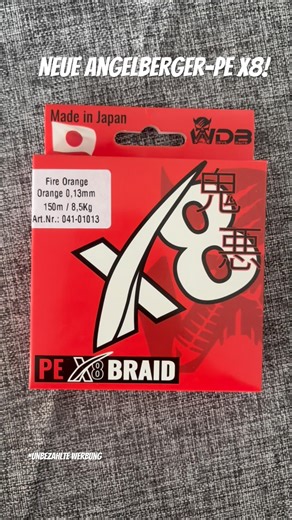 NEUE ANGELBERGER-PE X8!
Made in Japan
WDB
Fire Orange
Orange 0,13mm
150m / 8,5Kg
Art.Nr.: 041-01013
X8
鬼
悪
PE X8 BRAID
*UNBEZAHLTE WERBUNG